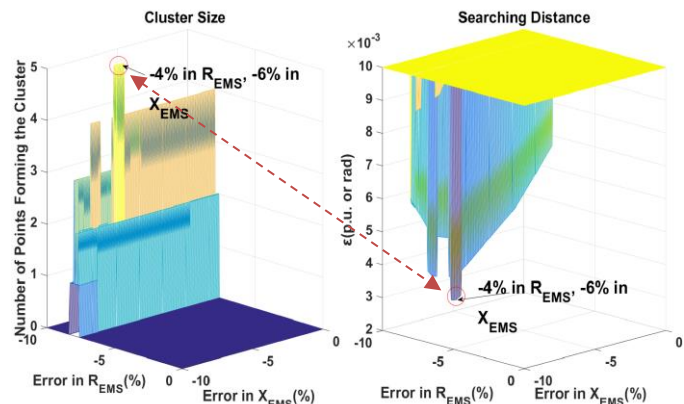 Cluster Size
Number of Points Forming the Cluster
5
4
3
2
1
0
-4% in R_EMS, -6% in
X_EMS
-10
-5
0
Error in R_EMS(%)
-10
-5
0
Error in X_EMS(%)
Searching Distance
×10^-3
ε(p.u. or rad)
10
9
8
7
6
5
4
3
2
-4% in R_EMS, -6% in
X_EMS
-10
-5
0
Error in R_EMS(%)
-10
-5
0
Error in X_EMS(%)